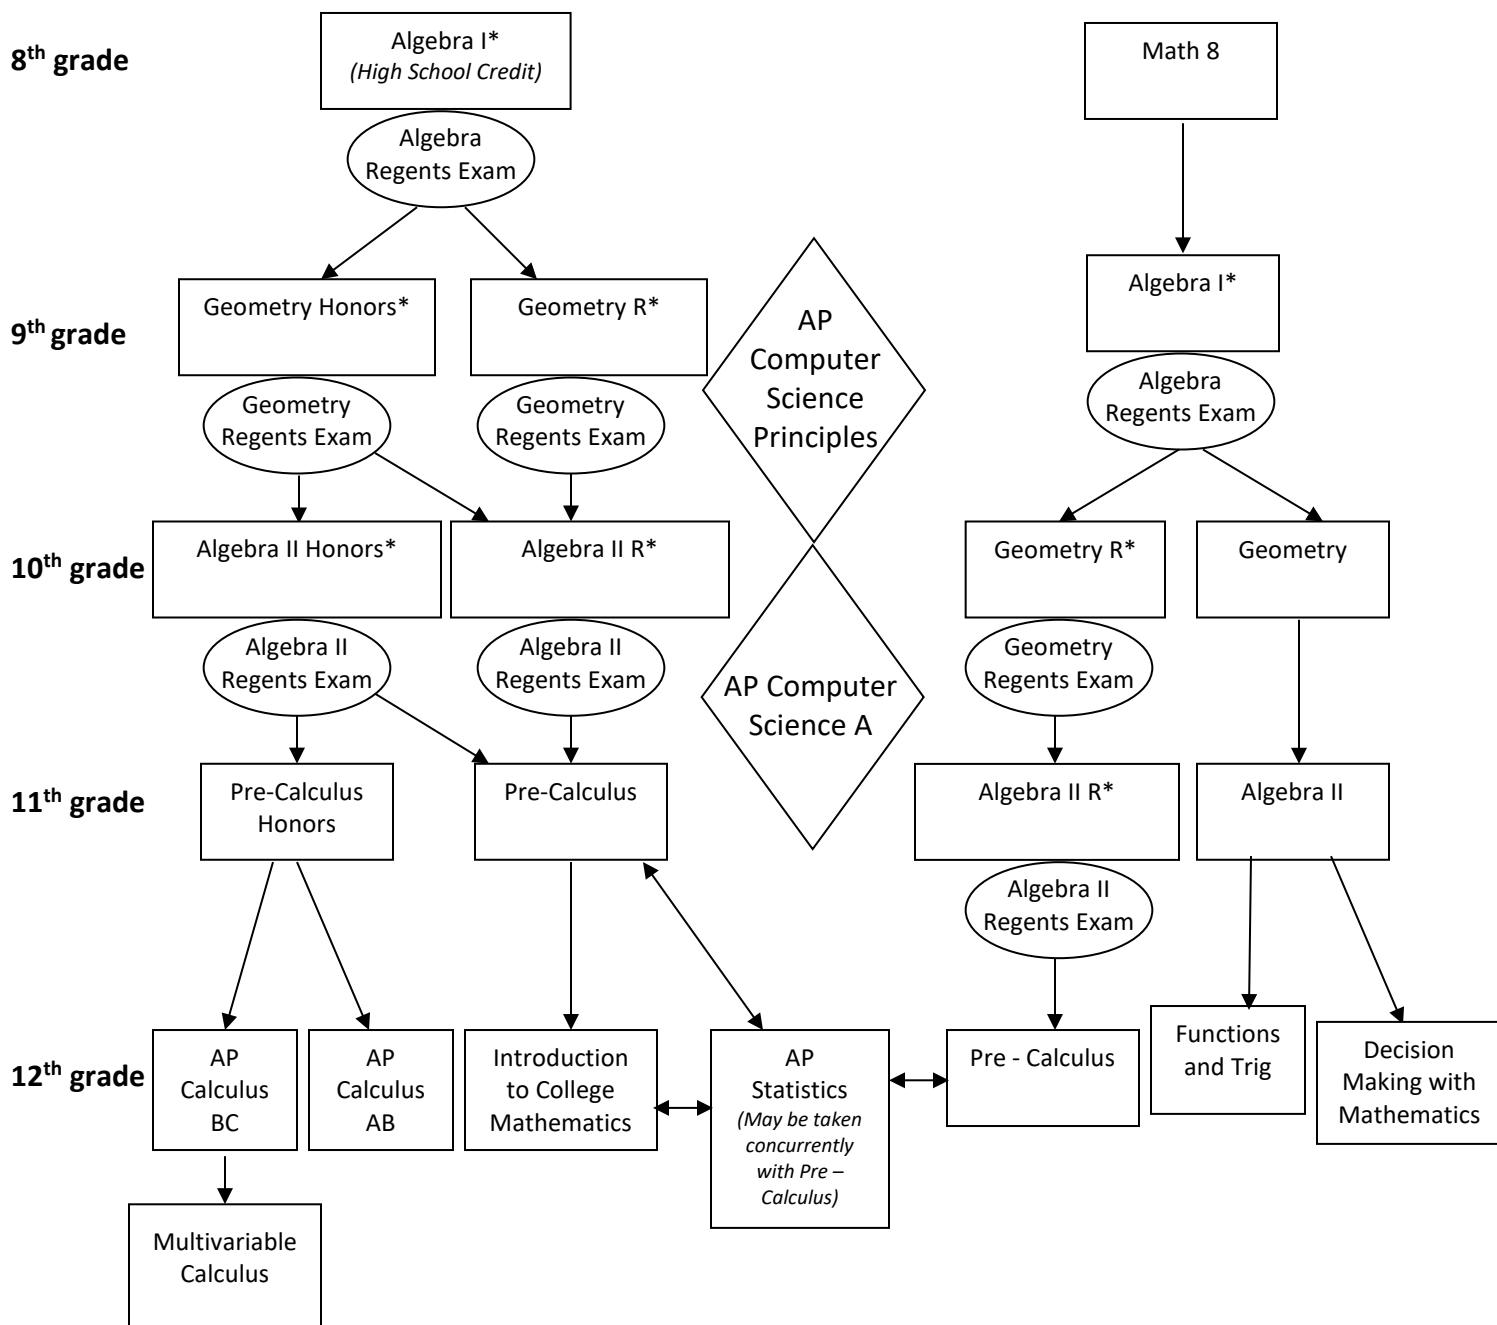 8th grade
Algebra I*
(High School Credit)
Math 8
Algebra
Regents Exam
9th grade
Geometry Honors*
Geometry R*
AP
Computer
Science
Principles
Algebra I*
Geometry
Regents Exam
Geometry
Regents Exam
Algebra
Regents Exam
10th grade
Algebra II Honors*
Algebra II R*
Geometry R*
Geometry
Algebra II
Regents Exam
Algebra II
Regents Exam
AP Computer
Science A
Geometry
Regents Exam
11th grade
Pre-Calculus
Honors
Pre-Calculus
Algebra II R*
Algebra II
Algebra II
Regents Exam
12th grade
AP
Calculus
BC
AP
Calculus
AB
Introduction
to College
Mathematics
AP
Statistics
(May be taken
concurrently
with Pre –
Calculus)
Pre - Calculus
Functions
and Trig
Decision
Making with
Mathematics
Multivariable
Calculus